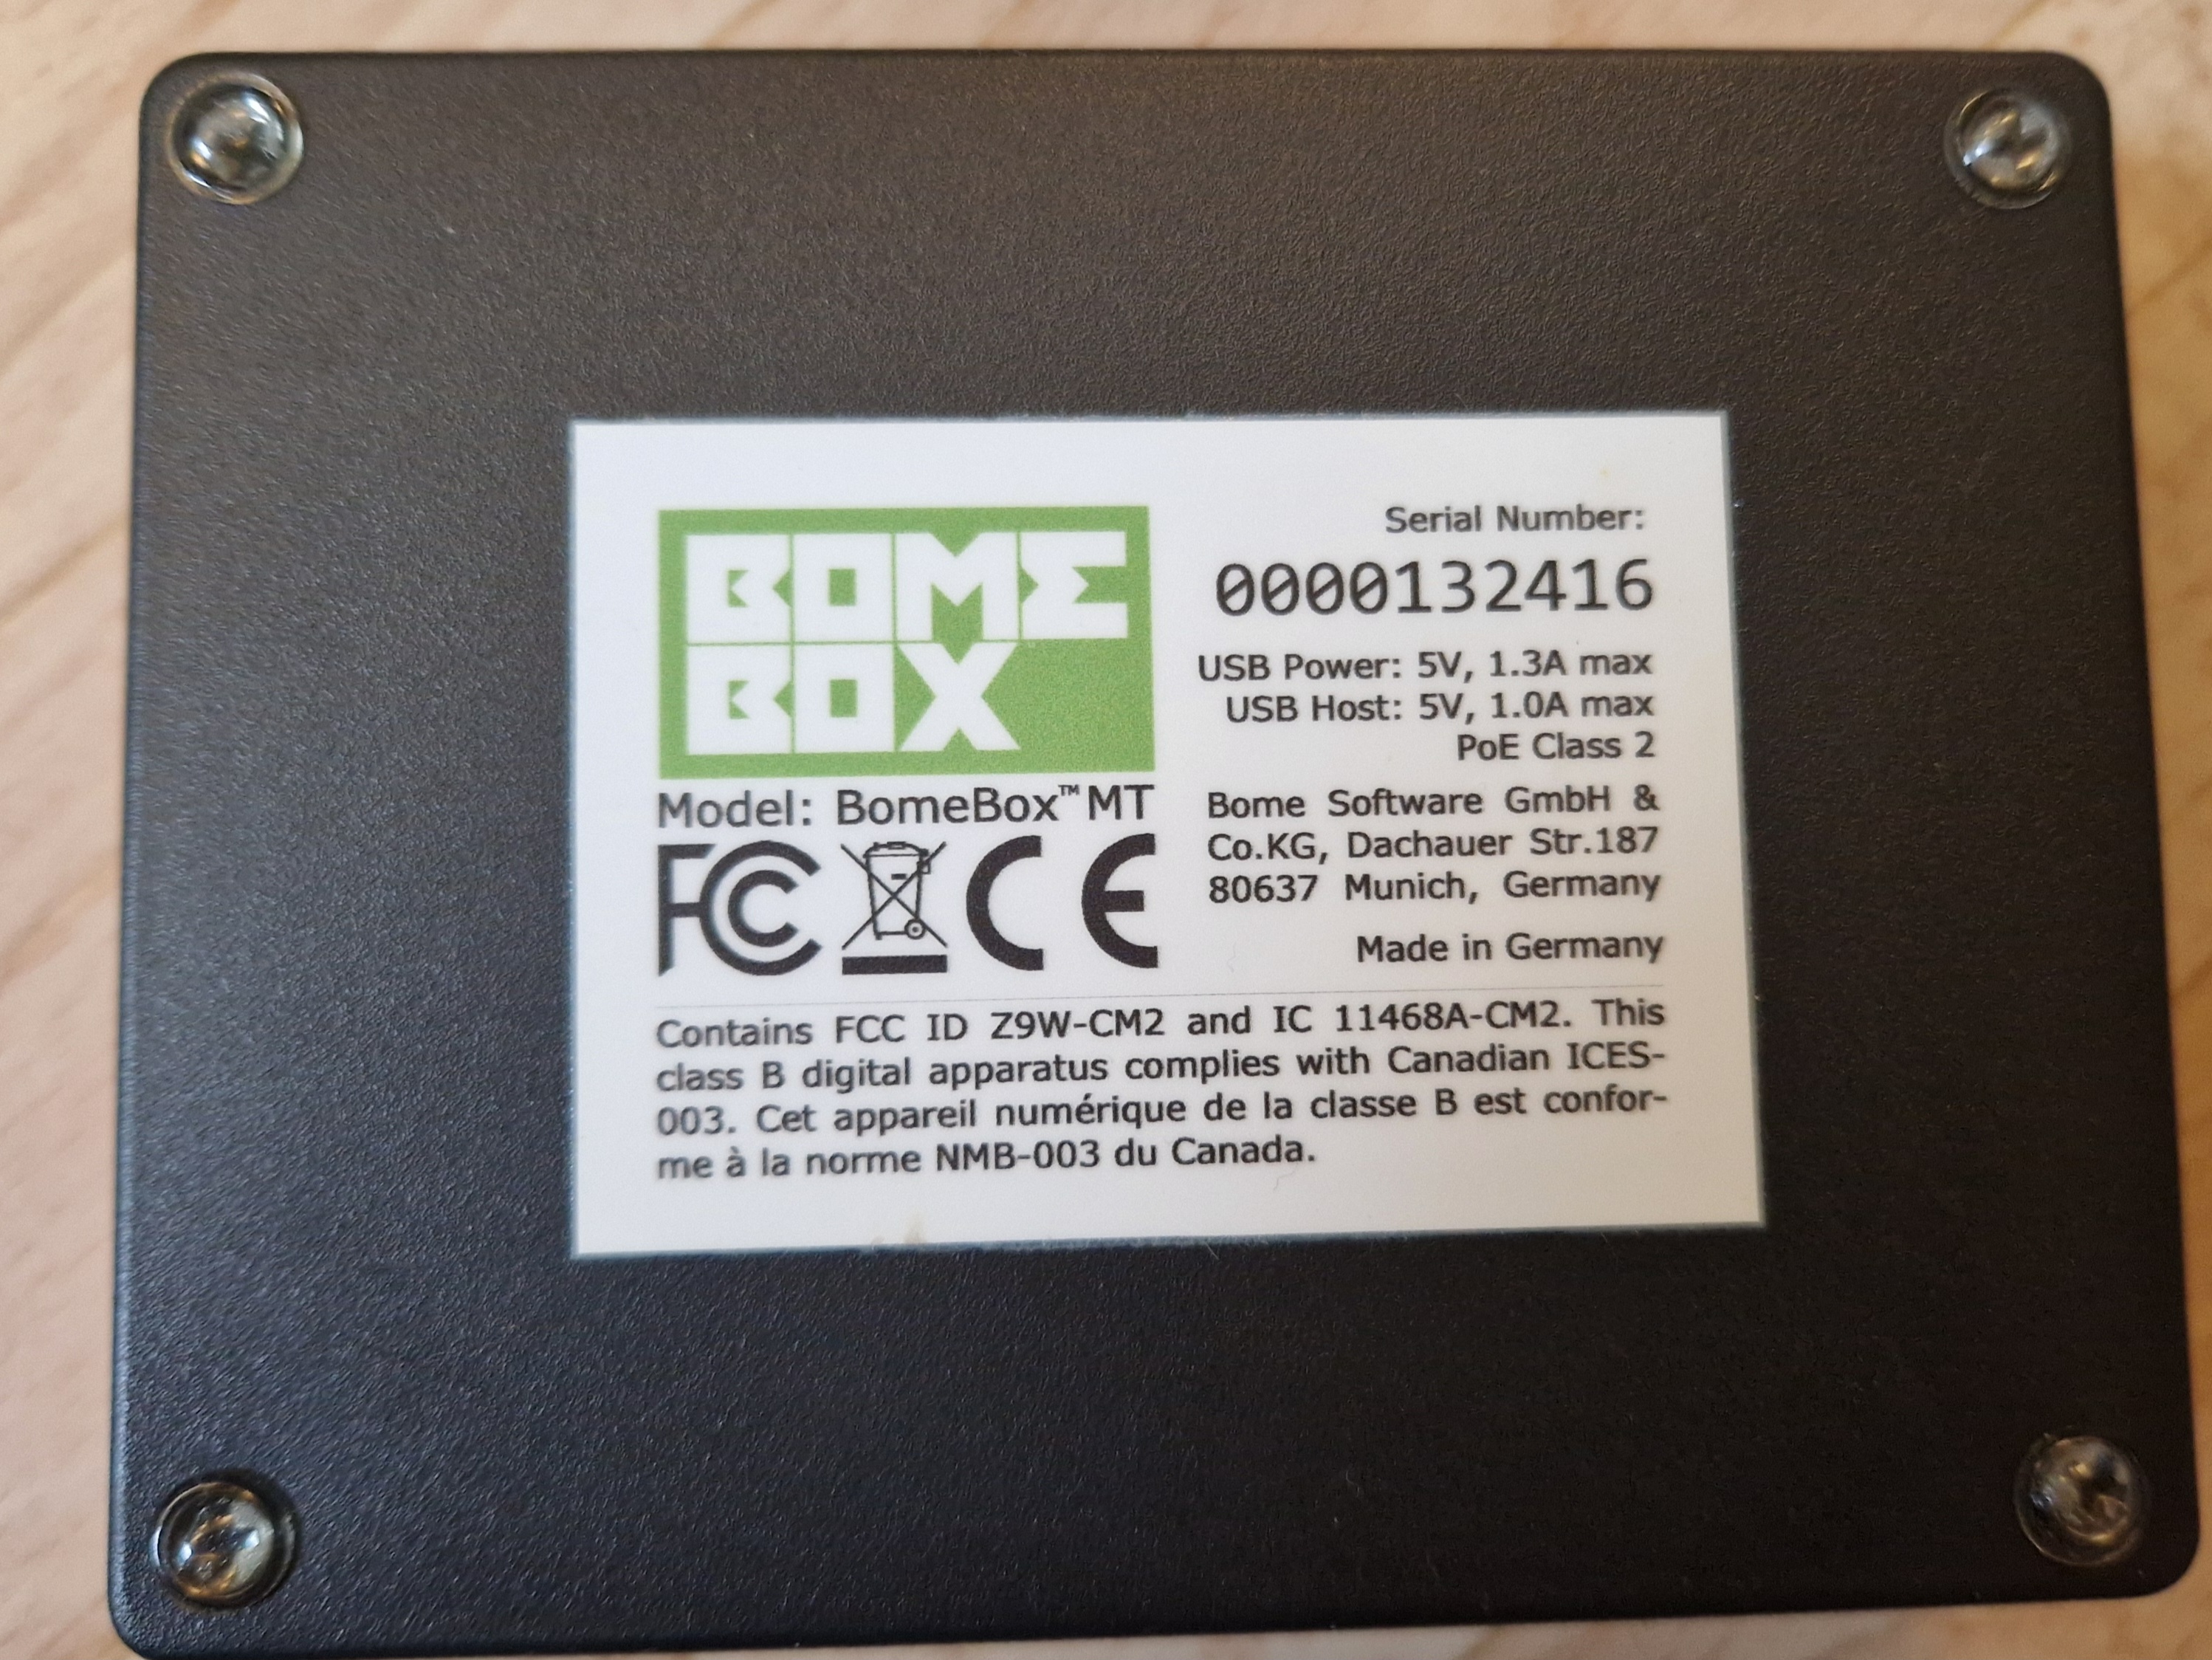 BOME
BOX
Model: BomeBox™ MT
FC CE
Serial Number:
0000132416
USB Power: 5V, 1.3A max
USB Host: 5V, 1.0A max
PoE Class 2
Bome Software GmbH &
Co.KG, Dachauer Str.187
80637 Munich, Germany
Made in Germany
Contains FCC ID Z9W-CM2 and IC 11468A-CM2. This
class B digital apparatus complies with Canadian ICES-
003. Cet appareil numérique de la classe B est confor-
me à la norme NMB-003 du Canada.